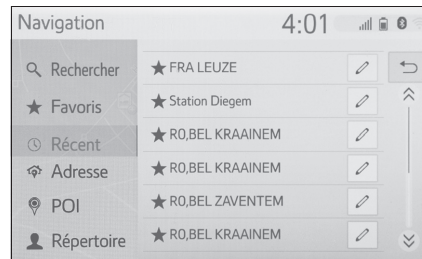 Navigation 4:01
Rechercher
Favoris
Récent
Adresse
POI
Répertoire
FRA LEUZE
Station Diegem
R0,BEL KRAAINEM
R0,BEL KRAAINEM
R0,BEL ZAVENTEM
R0,BEL KRAAINEM